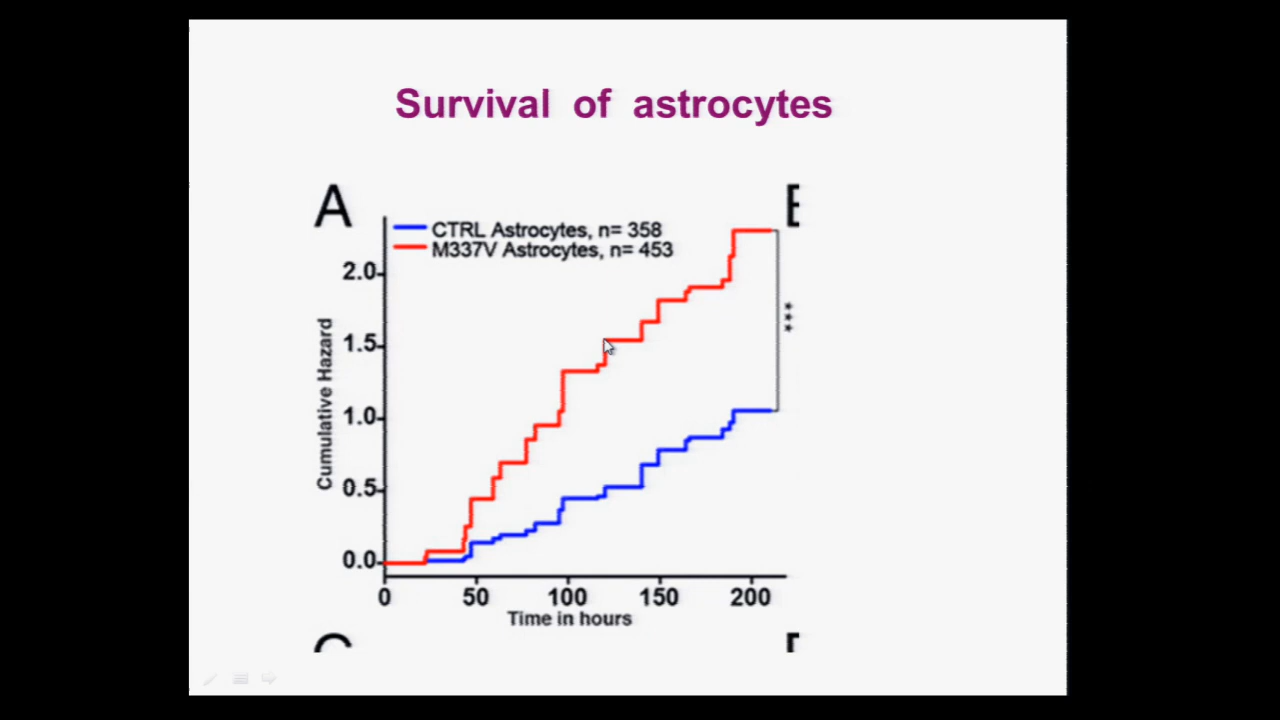 Survival of astrocytes
A
CTRL Astrocytes, n= 358
M337V Astrocytes, n= 453
2.0
1.5
1.0
0.5
0.0
Cumulative Hazard
0 50 100 150 200
Time in hours
***